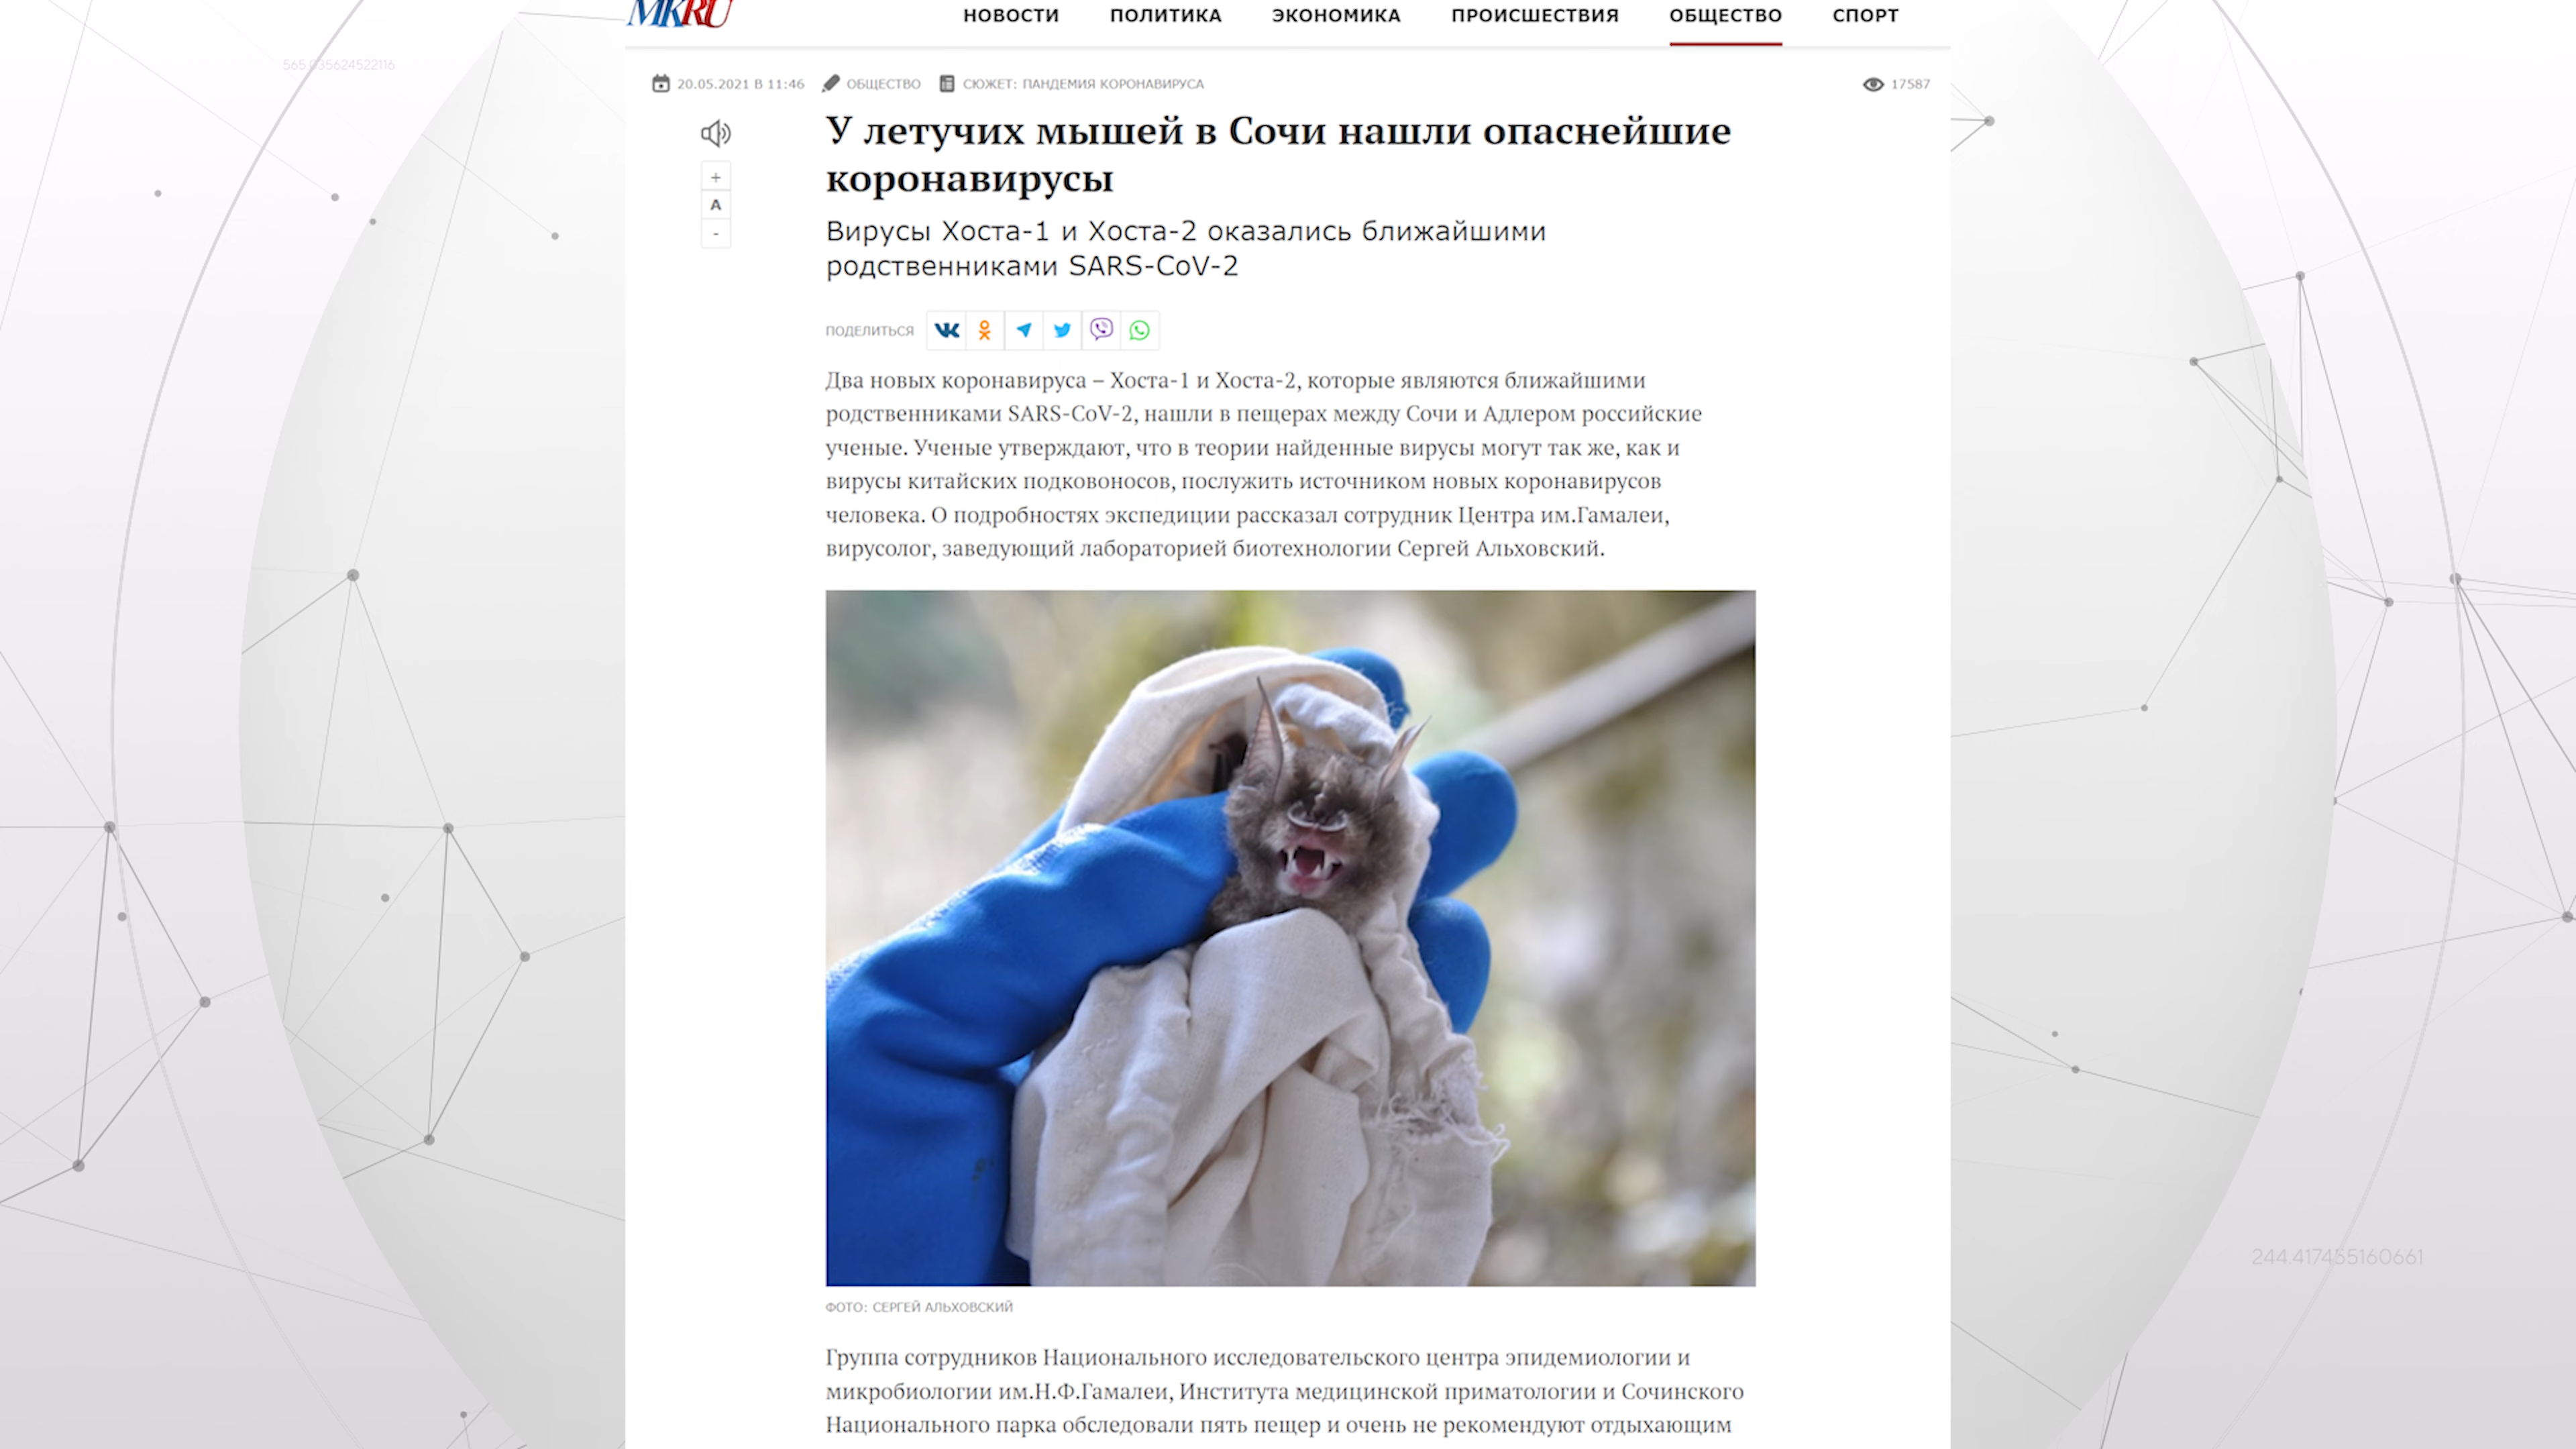 MKRU
НОВОСТИ ПОЛИТИКА ЭКОНОМИКА ПРОИСШЕСТВИЯ ОБЩЕСТВО СПОРТ
565 035624522116
20.05.2021 В 11:46 ОБЩЕСТВО СЮЖЕТ: ПАНДЕМИЯ КОРОНАВИРУСА 17587
У летучих мышей в Сочи нашли опаснейшие
коронавирусы
+
А
-
Вирусы Хоста-1 и Хоста-2 оказались ближайшими
родственниками SARS-CoV-2
ПОДЕЛИТЬСЯ
Два новых коронавируса – Хоста-1 и Хоста-2, которые являются ближайшими
родственниками SARS-CoV-2, нашли в пещерах между Сочи и Адлером российские
ученые. Ученые утверждают, что в теории найденные вирусы могут так же, как и
вирусы китайских подковоносов, послужить источником новых коронавирусов
человека. О подробностях экспедиции рассказал сотрудник Центра им.Гамалеи,
вирусолог, заведующий лабораторией биотехнологии Сергей Альховский.
244 417455160661
ФОТО: СЕРГЕЙ АЛЬХОВСКИЙ
Группа сотрудников Национального исследовательского центра эпидемиологии и
микробиологии им.Н.Ф.Гамалеи, Института медицинской приматологии и Сочинского
Национального парка обследовали пять пещер и очень не рекомендуют отдыхающим